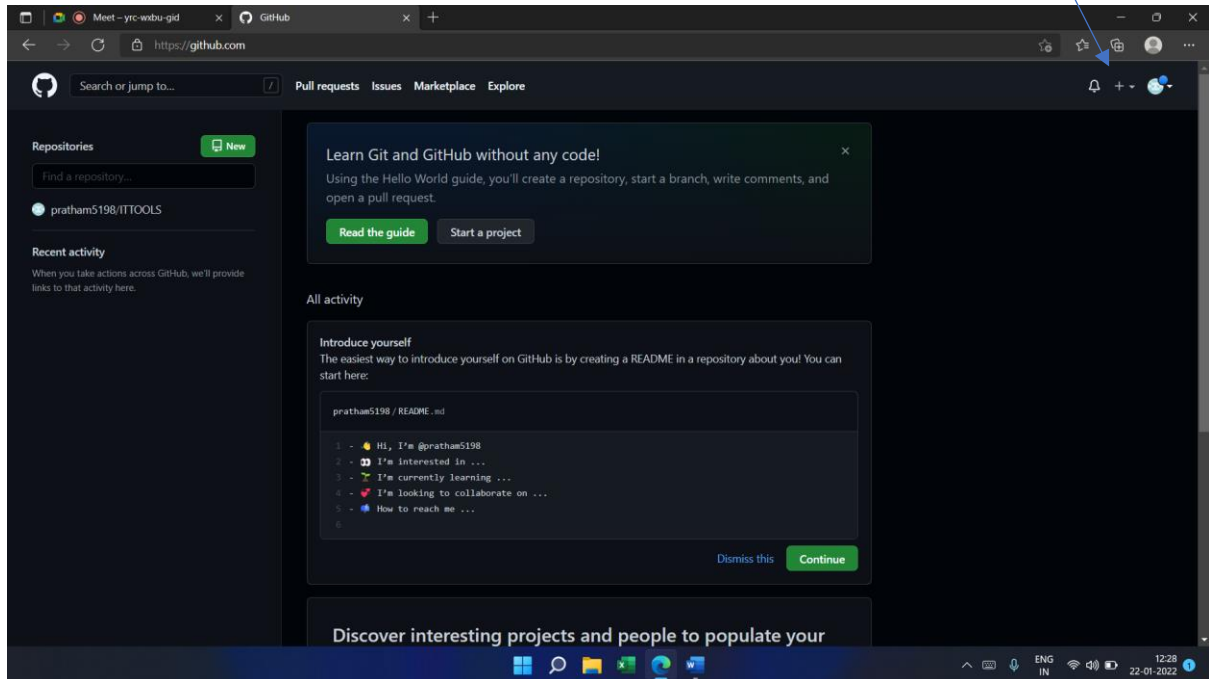 Meet – yrc-wxbu-gid
GitHub
https://github.com
Search or jump to...
/
Pull requests Issues Marketplace Explore
Repositories
New
Find a repository...
pratham5198/ITTOOLS
Recent activity
When you take actions across GitHub, we'll provide
links to that activity here.
Learn Git and GitHub without any code!
Using the Hello World guide, you'll create a repository, start a branch, write comments, and
open a pull request.
Read the guide
Start a project
All activity
Introduce yourself
The easiest way to introduce yourself on GitHub is by creating a README in a repository about you! You can
start here:
pratham5198 / README.md
1 - 👋 Hi, I'm @pratham5198
2 - 👀 I'm interested in ...
3 - 🌱 I'm currently learning ...
4 - 💞️ I'm looking to collaborate on ...
5 - 📫 How to reach me ...
6
Dismiss this
Continue
Discover interesting projects and people to populate your
ENG
IN
12:28
22-01-2022
1